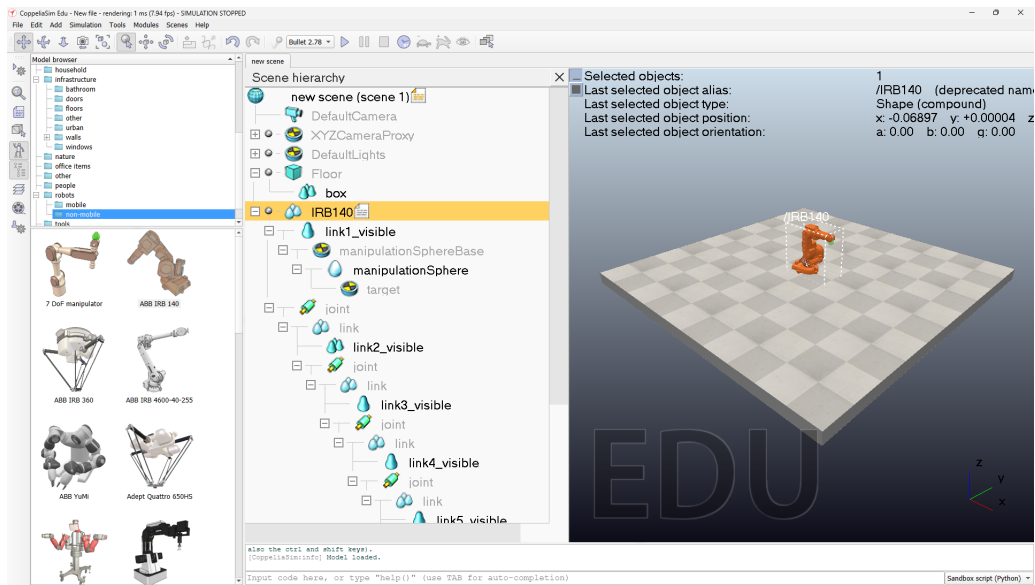 CoppeliaSim Edu - New file - rendering: 1 ms (7.94 fps) - SIMULATION STOPPED
File Edit Add Simulation Tools Modules Scenes Help
Bullet 2.78
Model browser
household
infrastructure
bathroom
doors
floors
other
urban
walls
windows
nature
office items
other
people
robots
mobile
non-mobile
tools
7 DoF manipulator
ABB IRB 140
ABB IRB 360
ABB IRB 4600-40-255
ABB YuMi
Adept Quattro 650HS
new scene
Scene hierarchy
new scene (scene 1)
DefaultCamera
XYZCameraProxy
DefaultLights
Floor
box
IRB140
link1_visible
manipulationSphereBase
manipulationSphere
target
joint
link
link2_visible
joint
link
link3_visible
joint
link
link4_visible
joint
link
link5_visible
Selected objects: 1
Last selected object alias: /IRB140 (deprecated name
Last selected object type: Shape (compound)
Last selected object position: x: -0.06897 y: +0.00004 z
Last selected object orientation: a: 0.00 b: 0.00 g: 0.00
/IRB140
EDU
z
y
x
also the ctrl and shift keys).
[CoppeliaSim:info] Model loaded.
Input code here, or type "help()" (use TAB for auto-completion)
Sandbox script (Python)